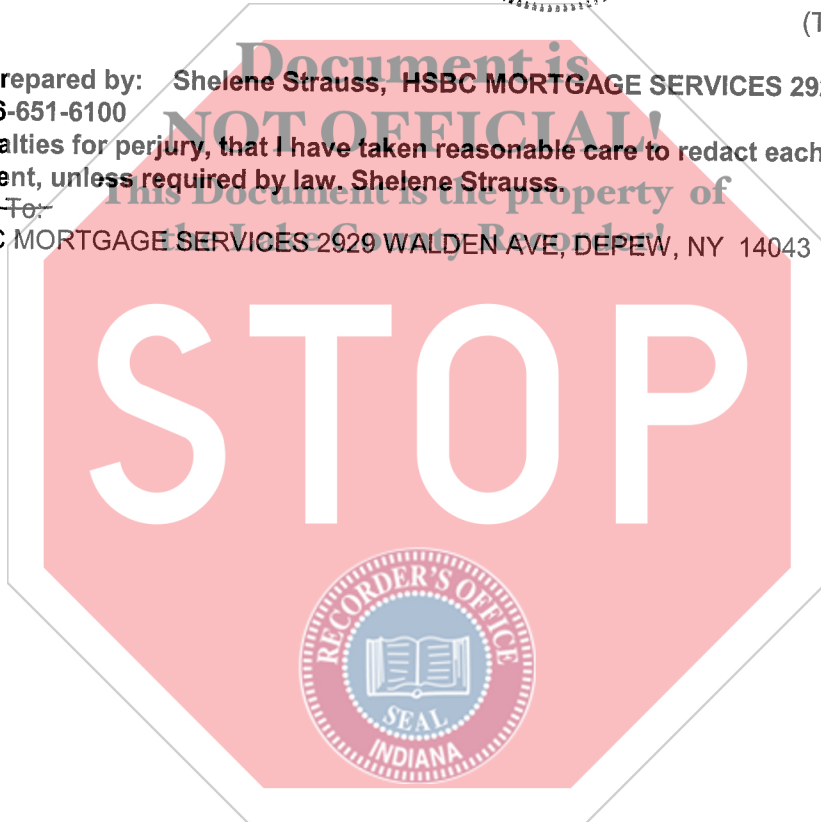 (T
Document is
repared by: Shelene Strauss, HSBC MORTGAGE SERVICES 29
6-651-6100
NOT OFFICIAL!
alties for perjury, that I have taken reasonable care to redact each
ent, unless required by law. Shelene Strauss.
This Document is the property of
To:
C MORTGAGE SERVICES 2929 WALDEN AVE, DEPEW, NY 14043
the Lake County Recorder!
STOP
RECORDER'S OFFICE
SEAL
INDIANA